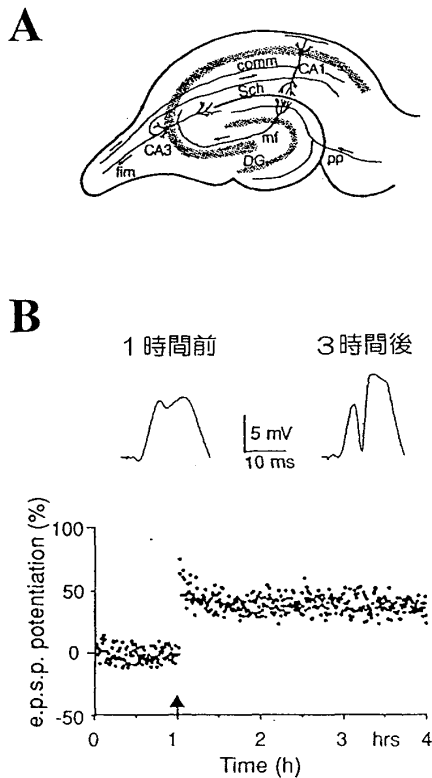 A
comm
CA1
Sch
mf
CA3
DG
pp
fim
B
1時間前
3時間後
5 mV
10 ms
e.p.s.p. potentiation (%)
100
50
0
-50
0 1 2 3 hrs 4
Time (h)